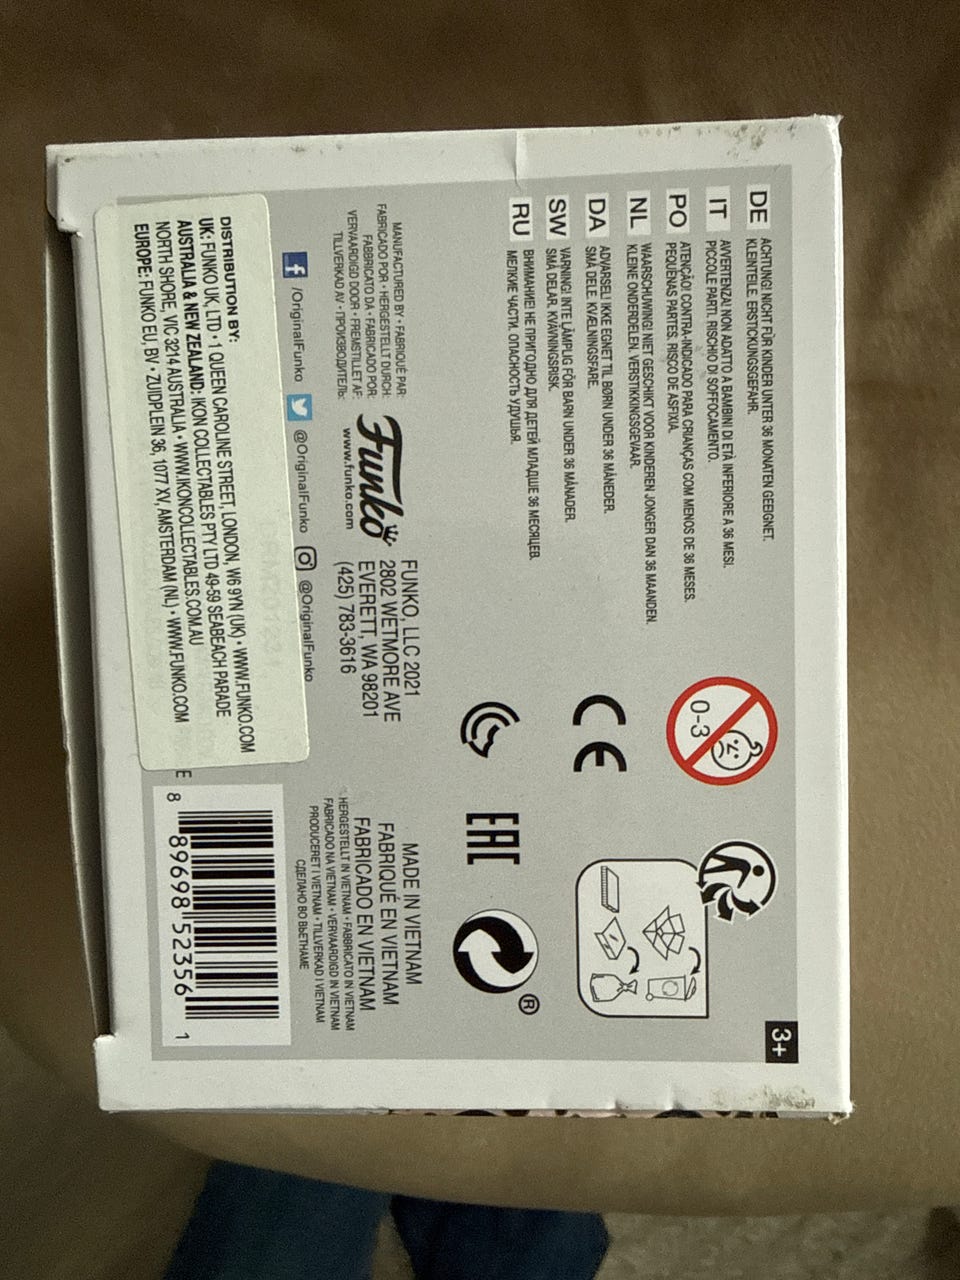 3+
DE
ACHTUNG! NICHT FÜR KINDER UNTER 36 MONATEN GEEIGNET.
KLEINTEILE. ERSTICKUNGSGEFAHR.
IT
AVVERTENZA! NON ADATTO A BAMBINI DI ETÀ INFERIORE A 36 MESI.
PICCOLE PARTI. RISCHIO DI SOFFOCAMENTO.
PO
ATENÇÃO! CONTRA-INDICADO PARA CRIANÇAS COM MENOS DE 36 MESES.
PEQUENAS PARTES. RISCO DE ASFIXIA.
NL
WAARSCHUWING! NIET GESCHIKT VOOR KINDEREN JONGER DAN 36 MAANDEN.
KLEINE ONDERDELEN. VERSTIKKINGSGEVAAR.
DA
ADVARSEL! IKKE EGNET TIL BØRN UNDER 36 MÅNEDER.
SMÅ DELE. KVÆLNINGSFARE.
SW
VARNING! INTE LÄMPLIG FÖR BARN UNDER 36 MÅNADER.
SMÅ DELAR. KVÄVNINGSRISK.
RU
ВНИМАНИЕ! НЕ ПРИГОДНО ДЛЯ ДЕТЕЙ МЛАДШЕ 36 МЕСЯЦЕВ.
МЕЛКИЕ ЧАСТИ. ОПАСНОСТЬ УДУШЬЯ.
0-3
CE
EAC
®
MANUFACTURED BY • FABRIQUÉ PAR:
FABRICADO POR • HERGESTELLT DURCH:
FABBRICATO DA • FABRICADO POR:
VERVAARDIGD DOOR • FREMSTILLET AF:
TILLVERKAD AV • ПРОИЗВОДИТЕЛЬ:
Funko
www.funko.com
FUNKO, LLC 2021
2802 WETMORE AVE
EVERETT, WA 98201
(425) 783-3616
MADE IN VIETNAM
FABRIQUÉ EN VIETNAM
FABRICADO EN VIETNAM
HERGESTELLT IN VIETNAM • FABBRICATO IN VIETNAM
FABRICADO NA VIETNAM • VERVAARDIGD IN VIETNAM
PRODUCERET I VIETNAM • TILLVERKAD I VIETNAM
СДЕЛАНО ВО ВЬЕТНАМЕ
/OriginalFunko @OriginalFunko @OriginalFunko
DISTRIBUTION BY:
UK: FUNKO UK, LTD • 1 QUEEN CAROLINE STREET, LONDON, W6 9YN (UK) • WWW.FUNKO.COM
AUSTRALIA & NEW ZEALAND: IKON COLLECTABLES PTY LTD 49-59 SEABEACH PARADE
NORTH SHORE, VIC 3214 AUSTRALIA • WWW.IKONCOLLECTABLES.COM.AU
EUROPE: FUNKO EU, BV • ZUIDPLEIN 36, 1077 XV, AMSTERDAM (NL) • WWW.FUNKO.COM
E
8 89698 52356 1